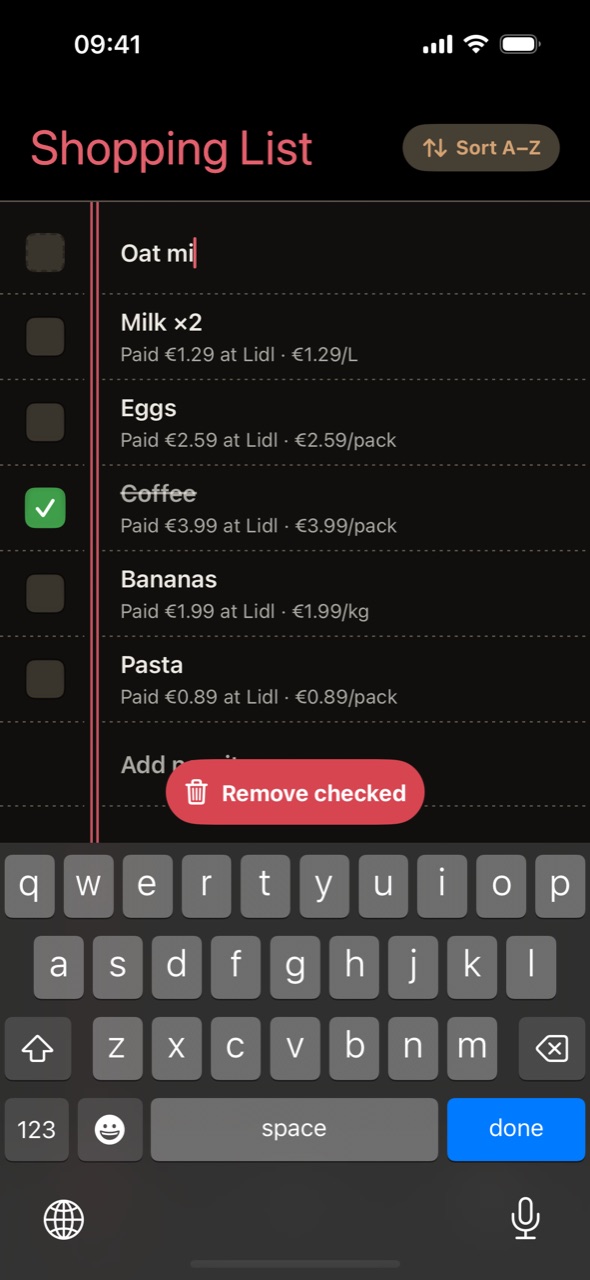 09:41
Shopping List
Sort A–Z
Oat mi
Milk ×2
Paid €1.29 at Lidl · €1.29/L
Eggs
Paid €2.59 at Lidl · €2.59/pack
Coffee
Paid €3.99 at Lidl · €3.99/pack
Bananas
Paid €1.99 at Lidl · €1.99/kg
Pasta
Paid €0.89 at Lidl · €0.89/pack
Add
Remove checked
q w e r t y u i o p
a s d f g h j k l
z x c v b n m
123 space done